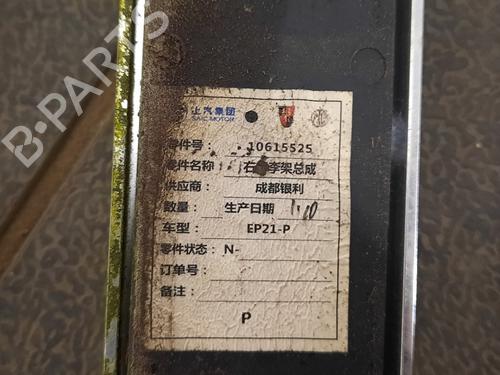 B-PARTS
上汽集团
SAIC MOTOR
零件号: 10615525
零件名称: 右 李架总成
供应商: 成都银利
数量: 生产日期
车型: EP21-P
零件状态: N-
订单号:
备注:
P